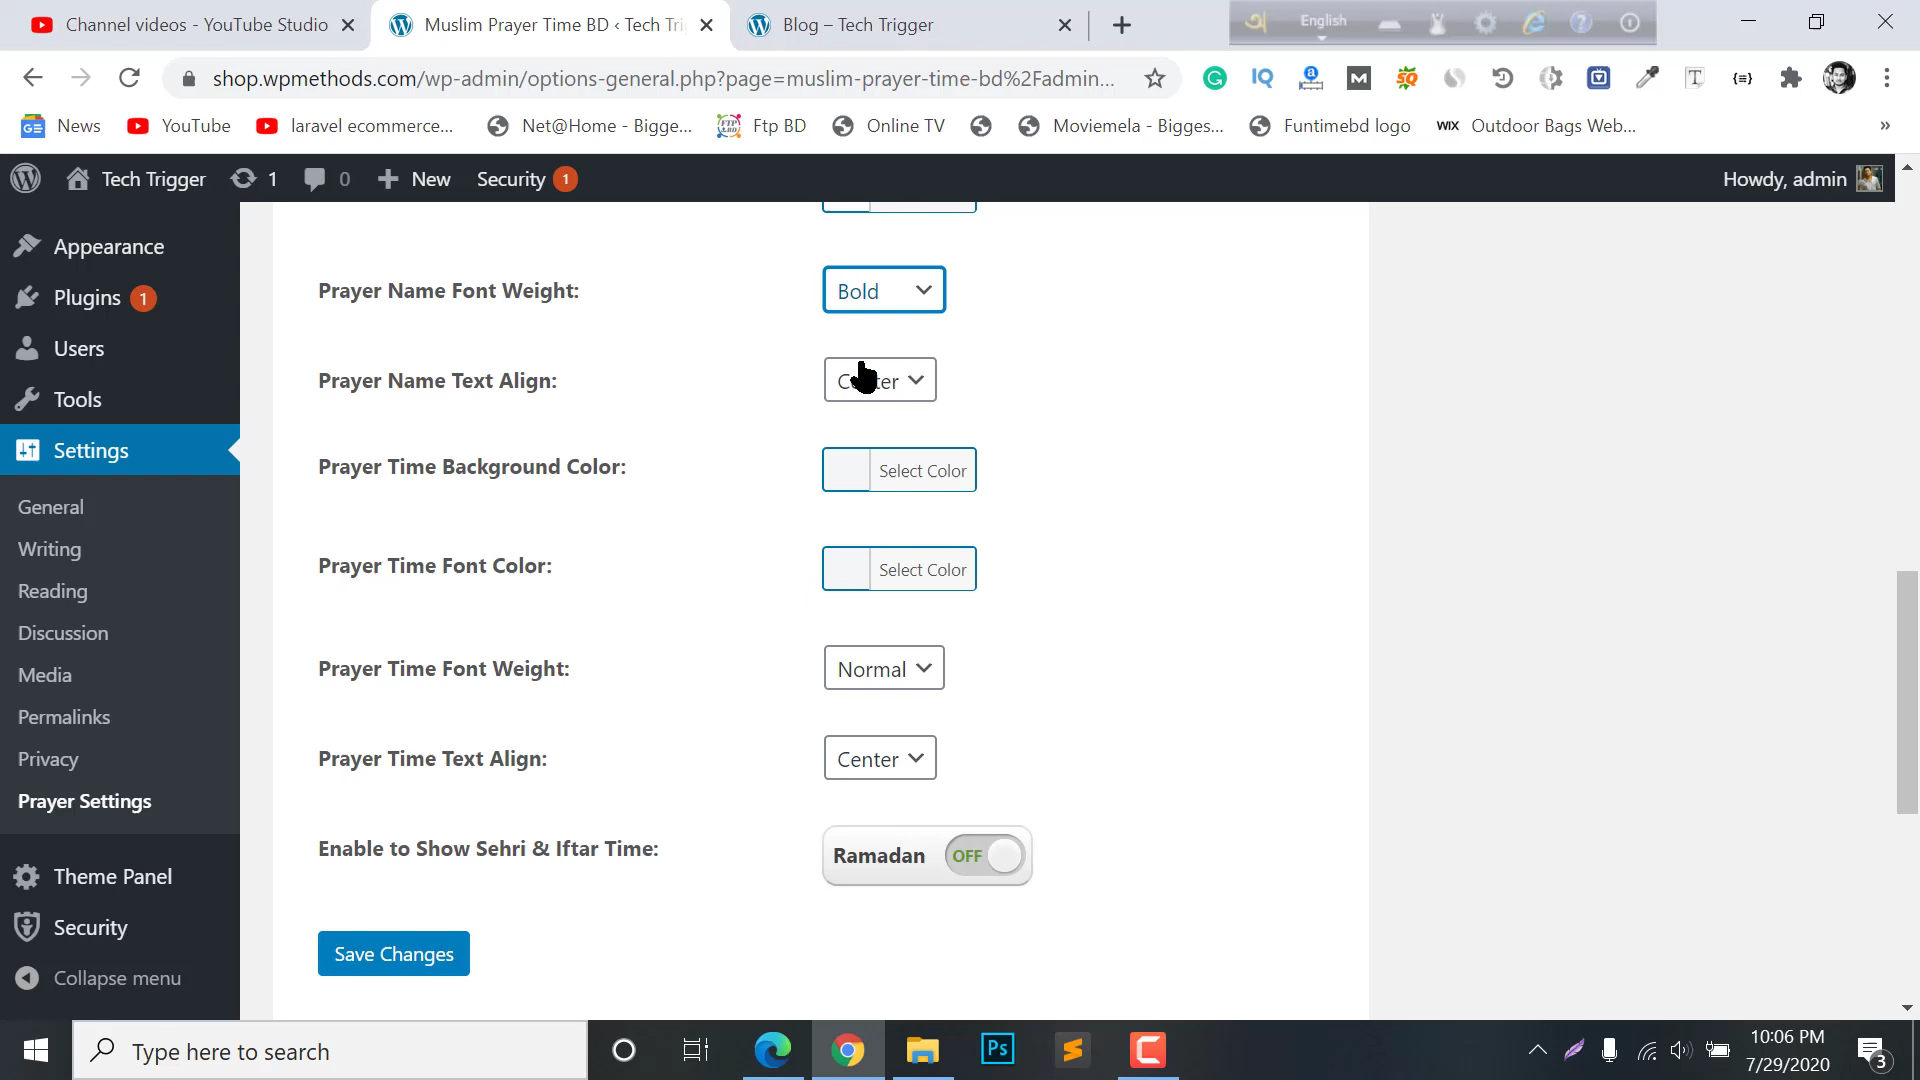 Channel videos - YouTube Studio
Muslim Prayer Time BD ‹ Tech Tri
Blog – Tech Trigger
English
shop.wpmethods.com/wp-admin/options-general.php?page=muslim-prayer-time-bd%2Fadmin...
News
YouTube
laravel ecommerce...
Net@Home - Bigge...
Ftp BD
Online TV
Moviemela - Bigges...
Funtimebd logo
WIX
Outdoor Bags Web...
»
Tech Trigger
1
0
New
Security 1
Howdy, admin
Appearance
Plugins 1
Users
Tools
Settings
General
Writing
Reading
Discussion
Media
Permalinks
Privacy
Prayer Settings
Theme Panel
Security
Collapse menu
Prayer Name Font Weight:
Bold
Prayer Name Text Align:
Center
Prayer Time Background Color:
Select Color
Prayer Time Font Color:
Select Color
Prayer Time Font Weight:
Normal
Prayer Time Text Align:
Center
Enable to Show Sehri & Iftar Time:
Ramadan OFF
Save Changes
Type here to search
Ps
10:06 PM
7/29/2020
3